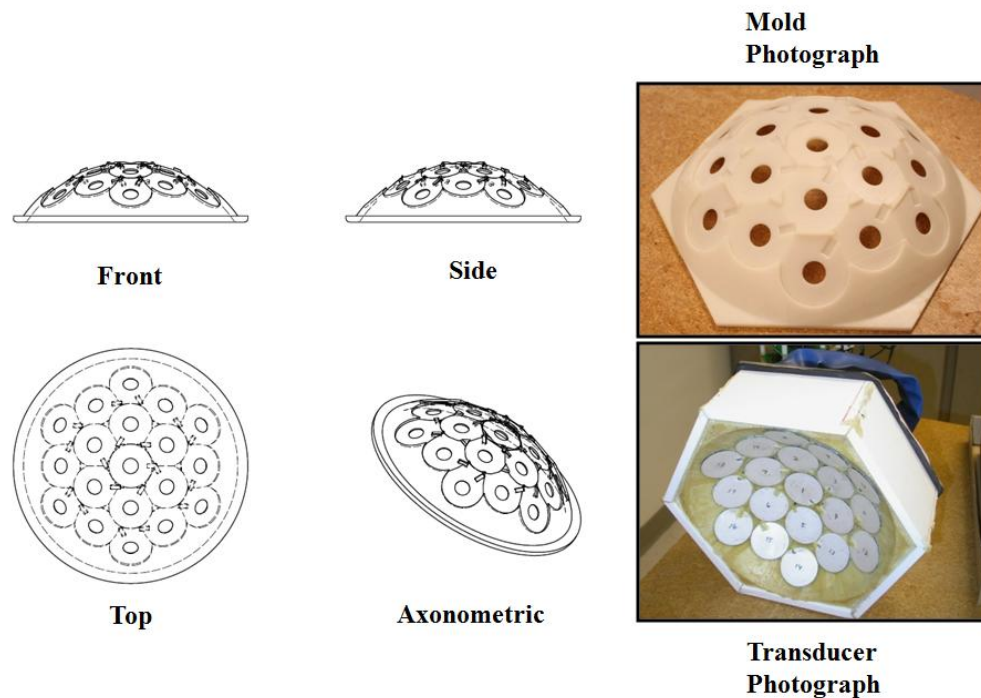 Mold
Photograph
Front
Side
Top
Axonometric
Transducer
Photograph